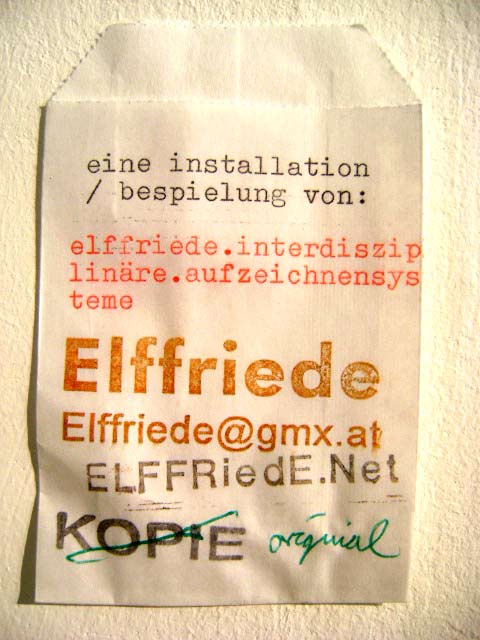 eine installation
/ bespielung von:
elffriede.interdiszip
linäre.aufzeichnensys
teme
Elffriede
Elffriede@gmx.at
ELFFRiedE.Net
KOPIE original